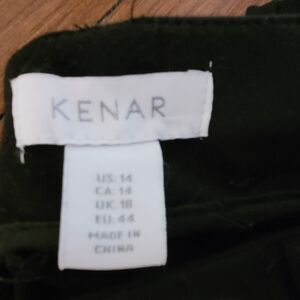 KENAR
US: 14
CA: 14
UK: 18
EU: 44
MADE IN
CHINA